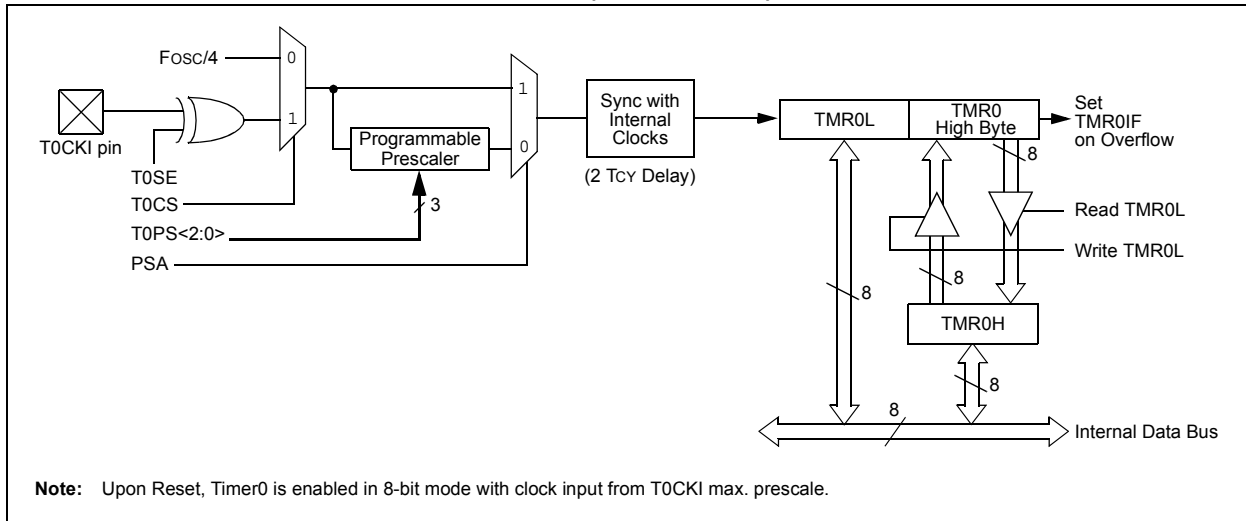 Fosc/4
0
1
T0CKI pin
T0SE
T0CS
T0PS<2:0>
PSA
Programmable
Prescaler
3
1
0
Sync with
Internal
Clocks
(2 TCY Delay)
TMR0L
TMR0
High Byte
Set
TMR0IF
on Overflow
8
Read TMR0L
Write TMR0L
8
8
TMR0H
8
8
Internal Data Bus
Note: Upon Reset, Timer0 is enabled in 8-bit mode with clock input from T0CKI max. prescale.